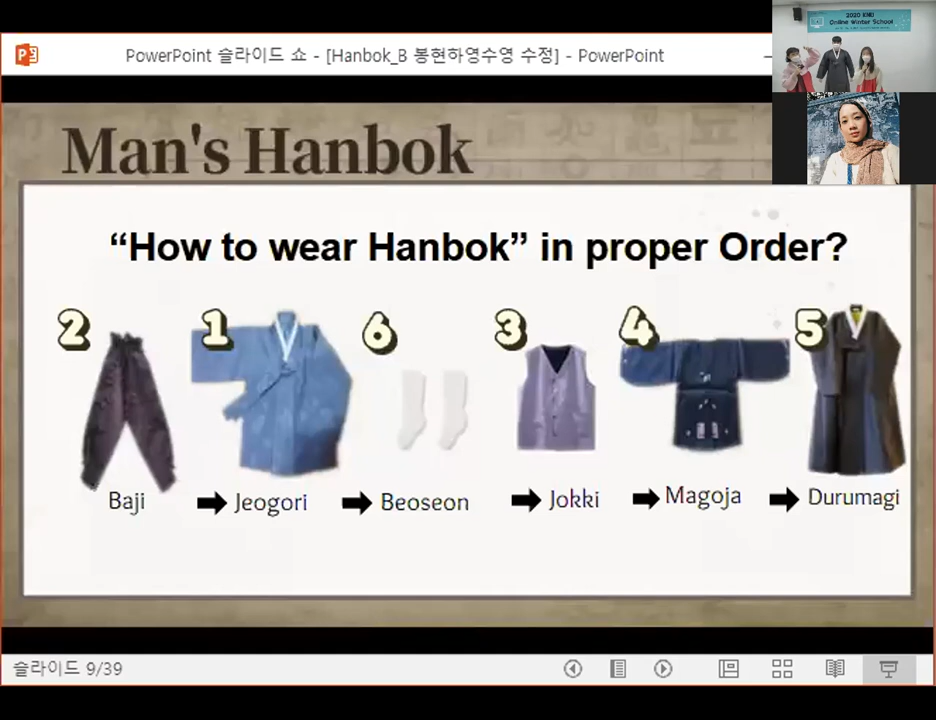 2020 KNU
Online Winter School
PowerPoint 슬라이드 쇼 - [Hanbok_B 봉현하영수영 수정] - PowerPoint
Man's Hanbok
“How to wear Hanbok” in proper Order?
2 1 6 3 4 5
Baji ➡ Jeogori ➡ Beoseon ➡ Jokki ➡ Magoja ➡ Durumagi
슬라이드 9/39